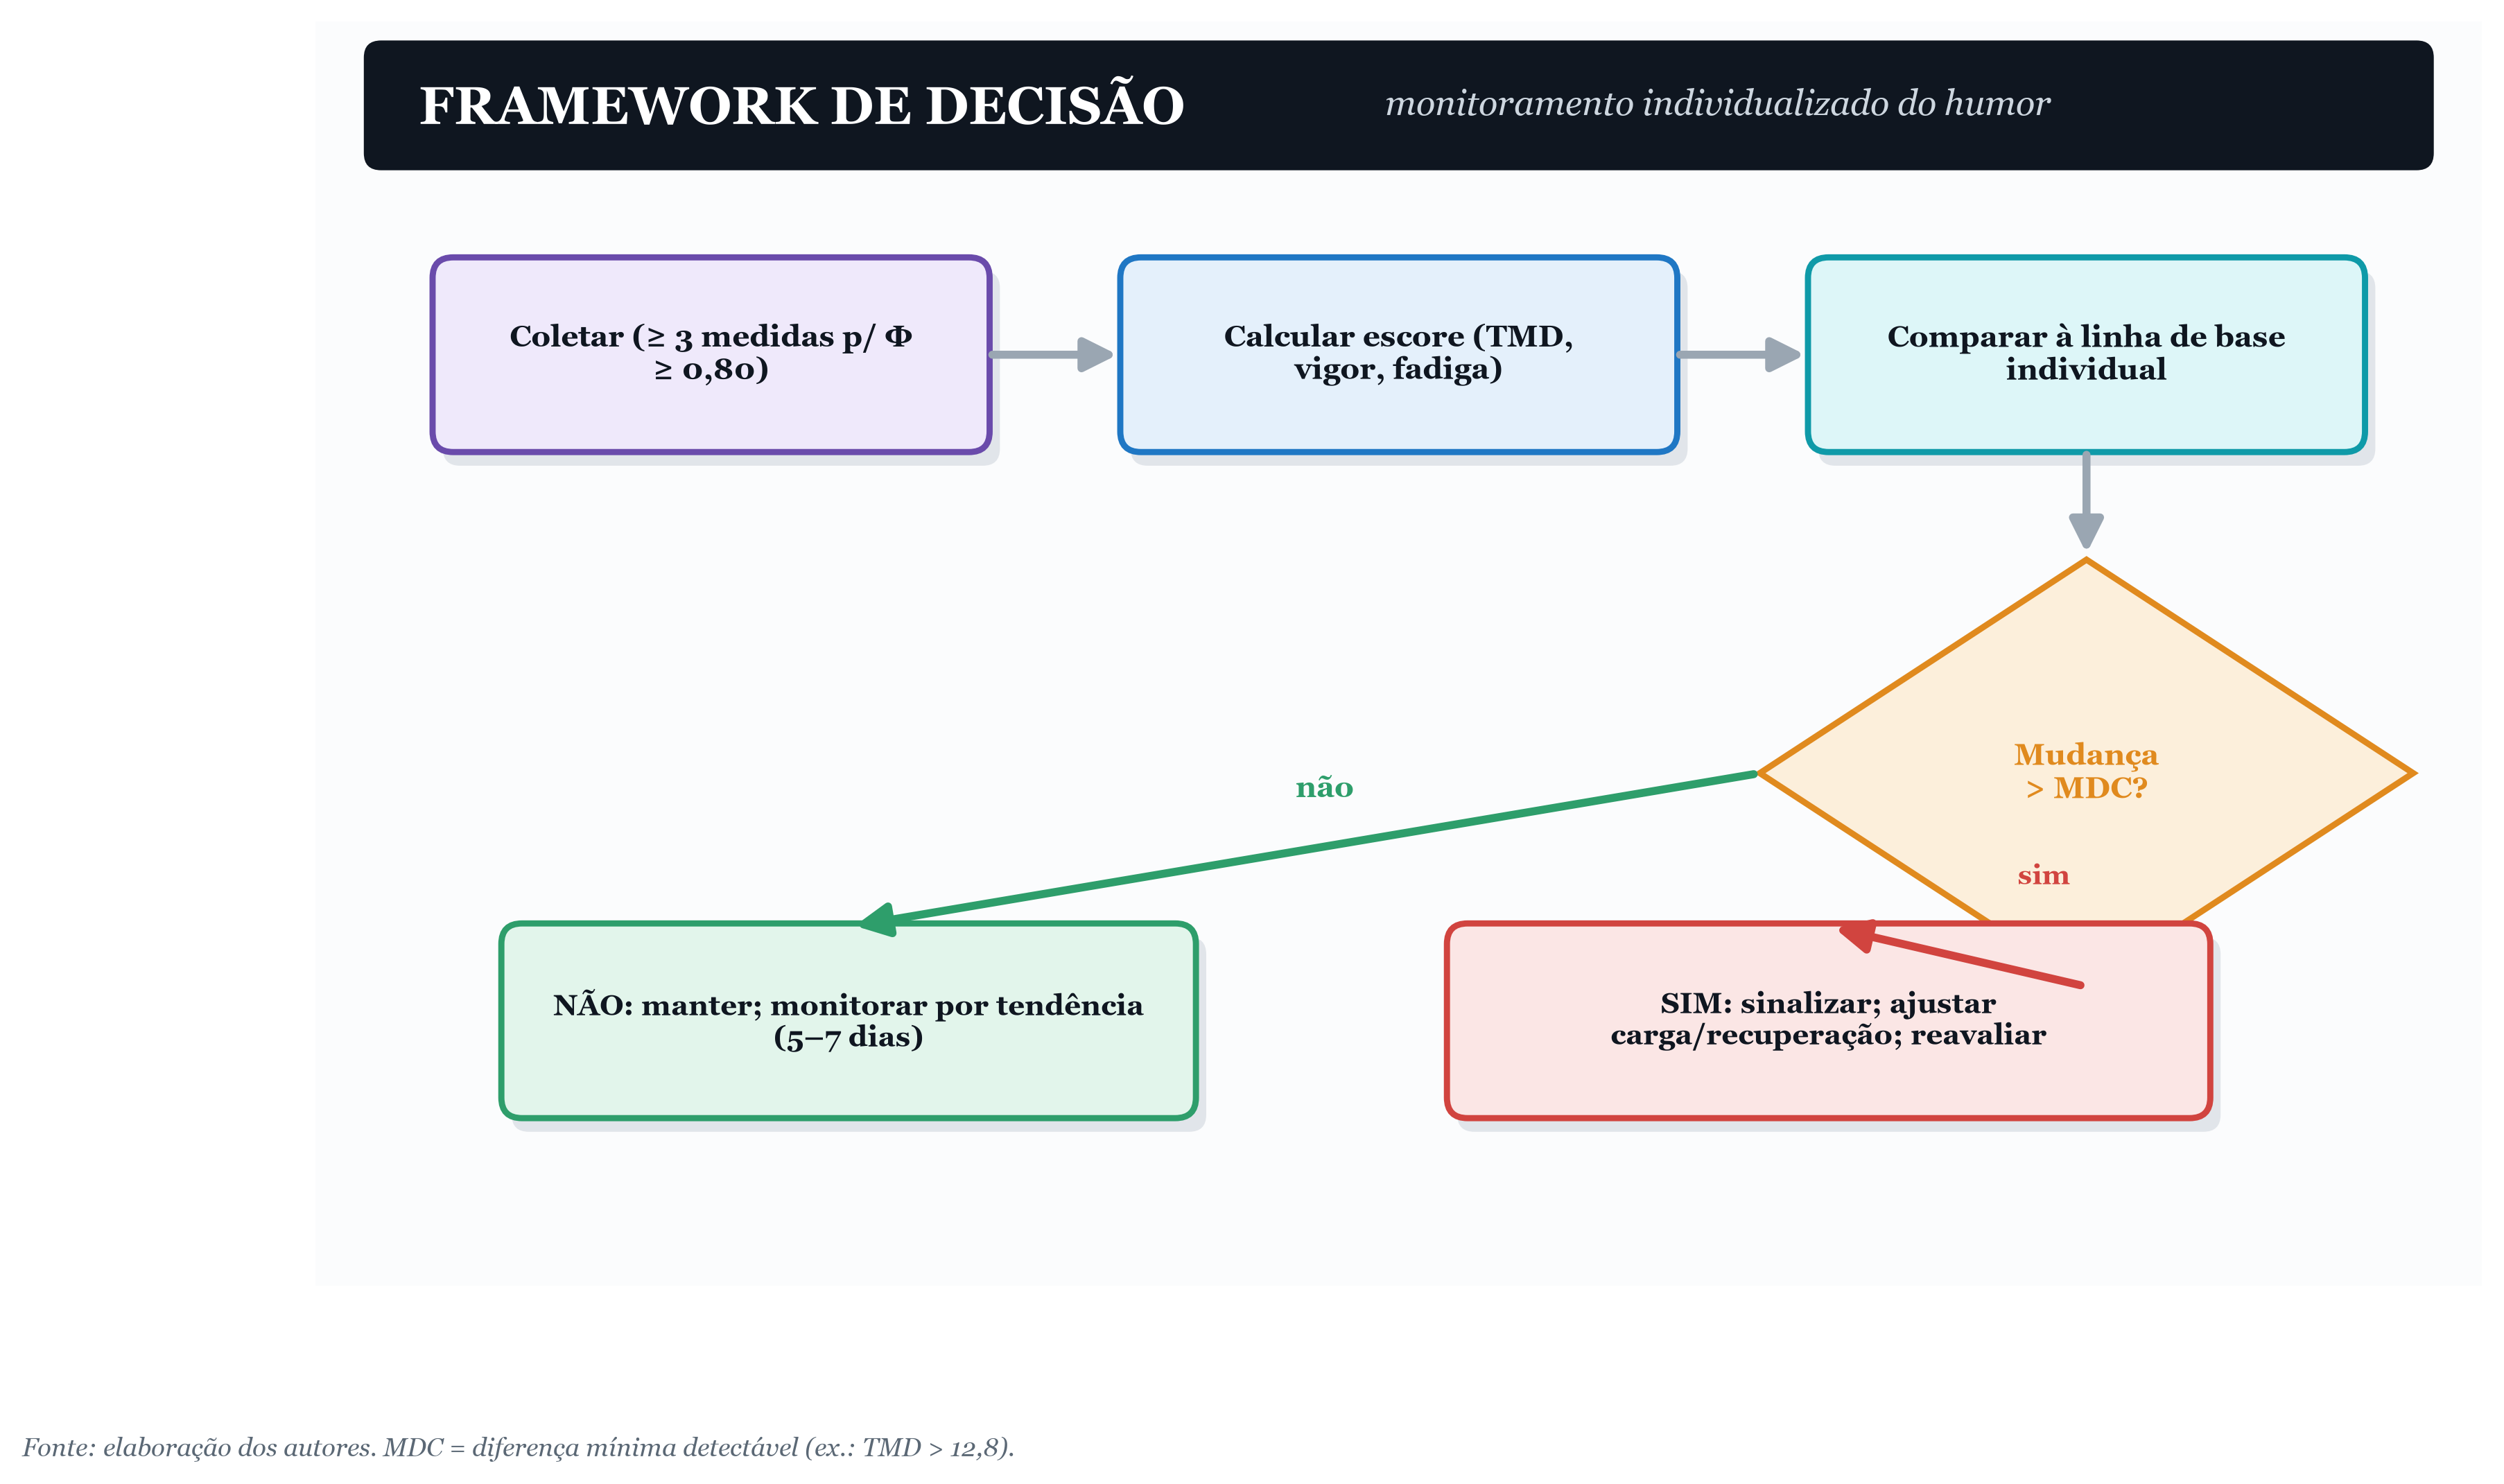 FRAMEWORK DE DECISÃO
monitoramento individualizado do humor
Coletar (≥ 3 medidas p/ Φ
≥ 0,80)
Calcular escore (TMD,
vigor, fadiga)
Comparar à linha de base
individual
Mudança
> MDC?
não
sim
NÃO: manter; monitorar por tendência
(5–7 dias)
SIM: sinalizar; ajustar
carga/recuperação; reavaliar
Fonte: elaboração dos autores. MDC = diferença mínima detectável (ex.: TMD > 12,8).